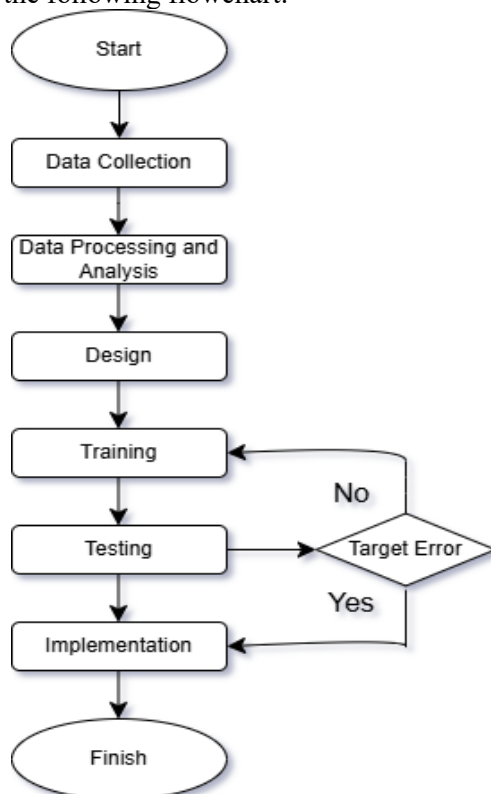 the following flowchart:
Start
Data Collection
Data Processing and
Analysis
Design
Training
No
Testing
Target Error
Yes
Implementation
Finish